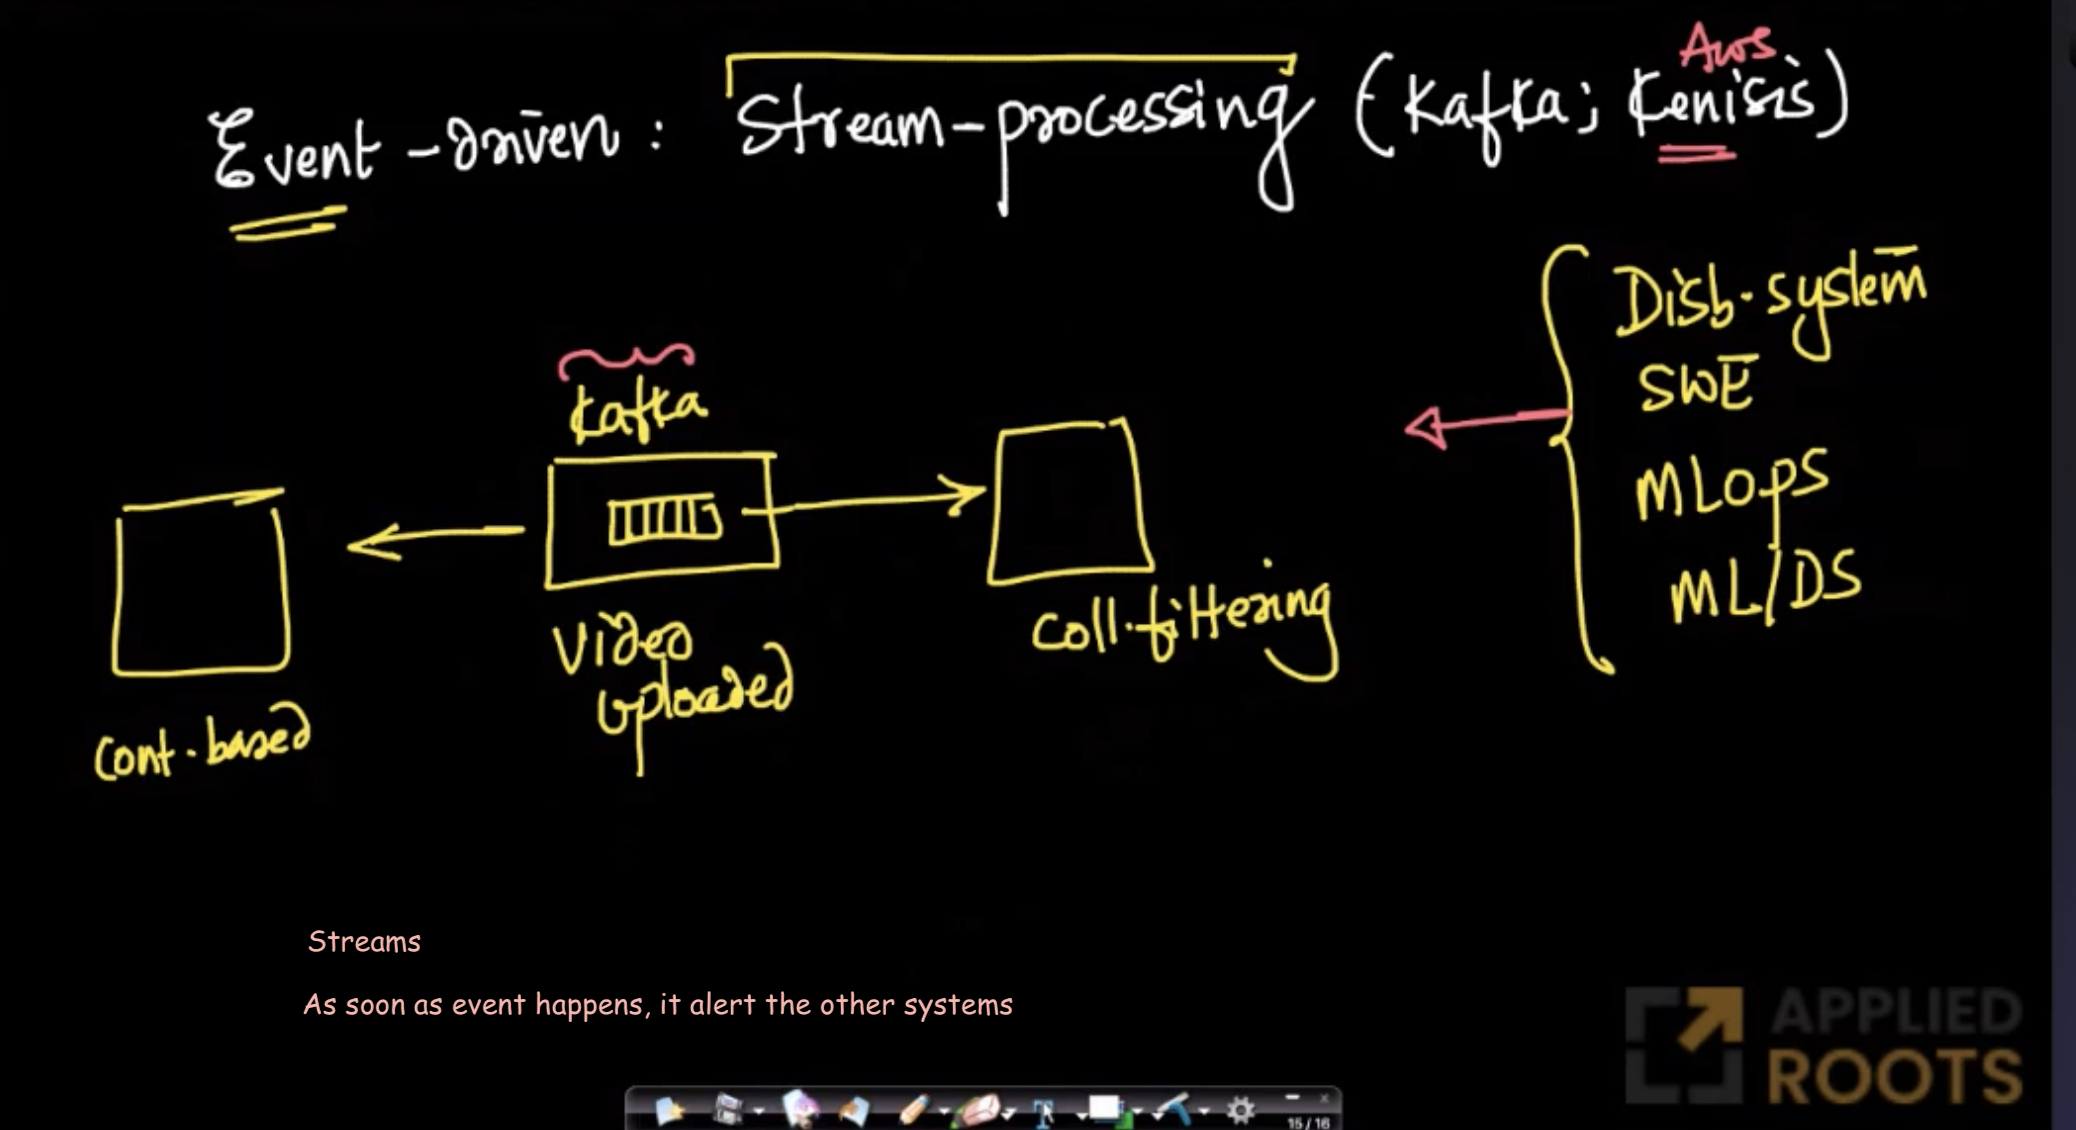 Aws
Event-driven: Stream-processing (Kafka; Kenisis)
Distb. system
SWE
MLops
ML/DS
Kafka
Video
uploaded
Coll. filtering
Cont. based
Streams
As soon as event happens, it alert the other systems
APPLIED
ROOTS
15 / 16